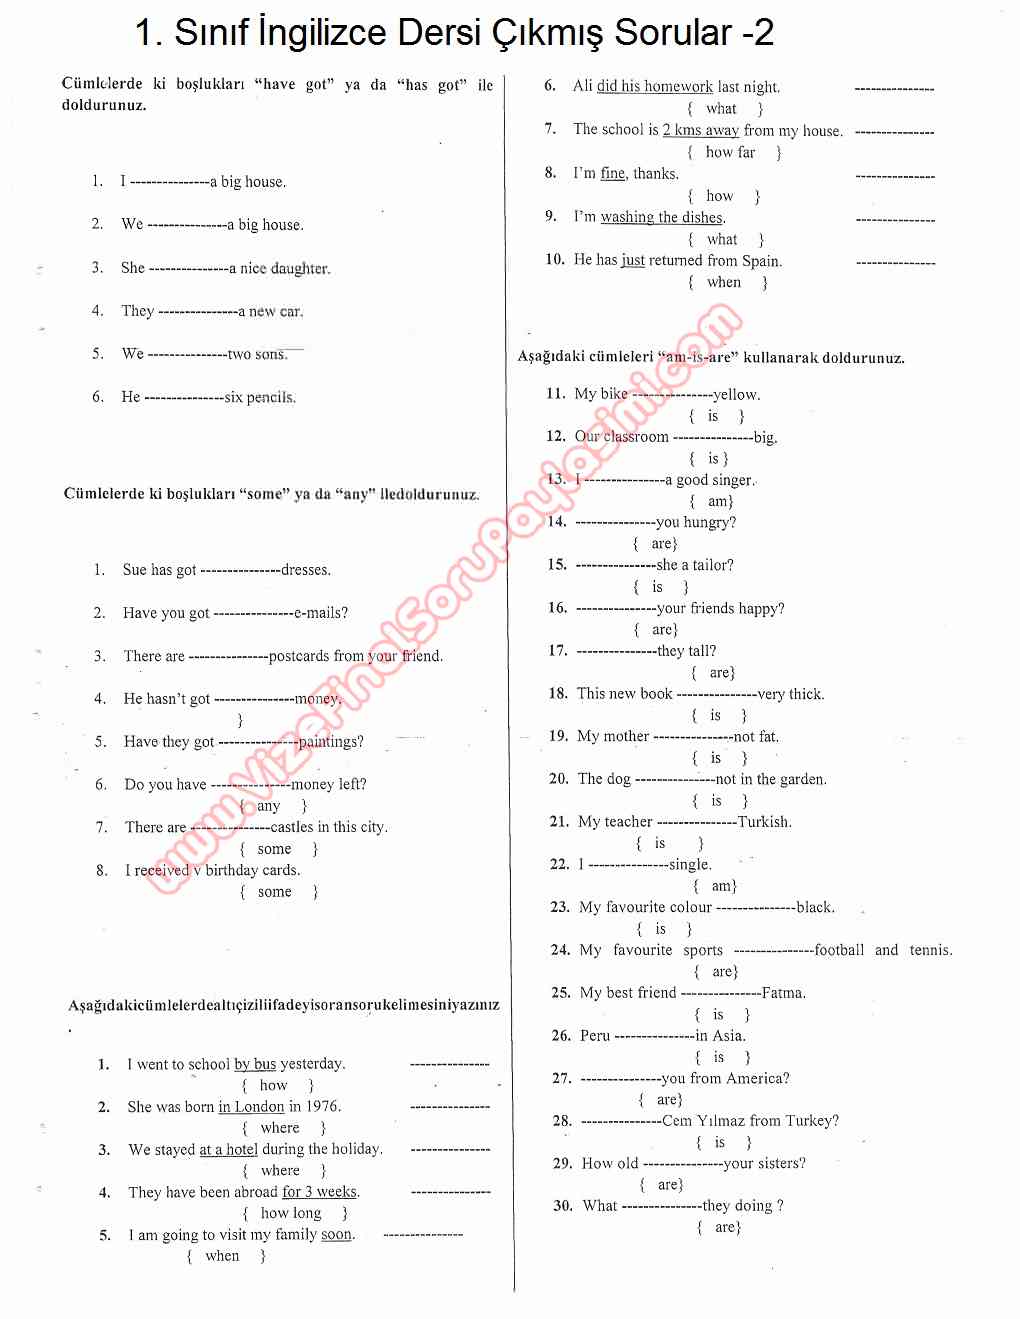 1. Sınıf İngilizce Dersi Çıkmış Sorular -2
Cümlelerde ki boşlukları “have got” ya da “has got” ile
doldurunuz.
1. I ---------------a big house.
2. We ---------------a big house.
3. She ---------------a nice daughter.
4. They ---------------a new car.
5. We ---------------two sons.
6. He ---------------six pencils.
Cümlelerde ki boşlukları “some” ya da “any” iledoldurunuz.
1. Sue has got ---------------dresses.
2. Have you got ---------------e-mails?
3. There are ---------------postcards from your friend.
4. He hasn’t got ---------------money.
}
5. Have they got ---------------paintings?
6. Do you have ---------------money left?
{ any }
7. There are ---------------castles in this city.
{ some }
8. I received v birthday cards.
{ some }
Aşağıdakicümlelerdealtıçiziliifadeyisoransorukelimesiniyazınız
.
1. I went to school by bus yesterday. ---------------
{ how }
2. She was born in London in 1976. ---------------
{ where }
3. We stayed at a hotel during the holiday. ---------------
{ where }
4. They have been abroad for 3 weeks. ---------------
{ how long }
5. I am going to visit my family soon. ---------------
{ when }
6. Ali did his homework last night. ---------------
{ what }
7. The school is 2 kms away from my house. ---------------
{ how far }
8. I’m fine, thanks. ---------------
{ how }
9. I’m washing the dishes. ---------------
{ what }
10. He has just returned from Spain. ---------------
{ when }
Aşağıdaki cümleleri “am-is-are” kullanarak doldurunuz.
11. My bike ---------------yellow.
{ is }
12. Our classroom ---------------big.
{ is }
13. I ---------------a good singer.
{ am}
14. ---------------you hungry?
{ are}
15. ---------------she a tailor?
{ is }
16. ---------------your friends happy?
{ are}
17. ---------------they tall?
{ are}
18. This new book ---------------very thick.
{ is }
19. My mother ---------------not fat.
{ is }
20. The dog ---------------not in the garden.
{ is }
21. My teacher ---------------Turkish.
{ is }
22. I ---------------single.
{ am}
23. My favourite colour ---------------black.
{ is }
24. My favourite sports ---------------football and tennis.
{ are}
25. My best friend ---------------Fatma.
{ is }
26. Peru ---------------in Asia.
{ is }
27. ---------------you from America?
{ are}
28. ---------------Cem Yılmaz from Turkey?
{ is }
29. How old ---------------your sisters?
{ are}
30. What ---------------they doing ?
{ are}
www.VizeFinalSoruPaylasimi.com